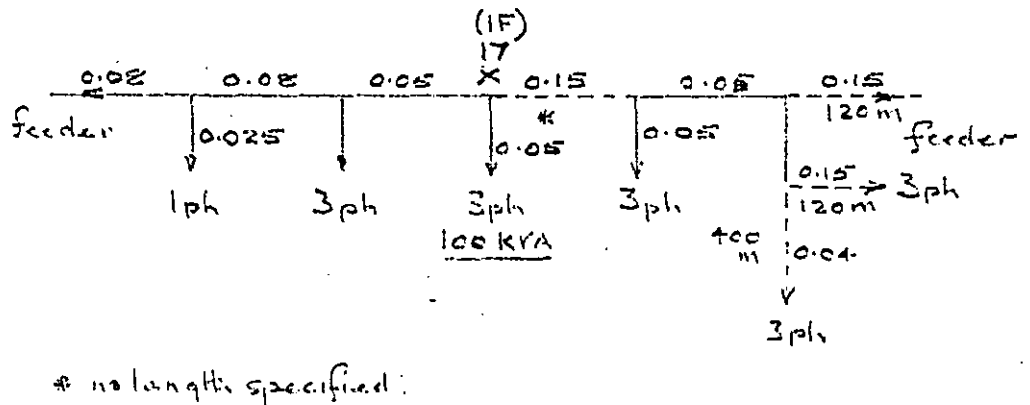 (1F)
17
0.02 0.02 0.05 X 0.15 0.05 0.15
* 120m
feeder 0.025 0.05 0.05 feeder
0.15
120m 3ph
1ph 3ph 3ph 3ph
100 KVA 400 m 0.04
3ph
* no length specified: